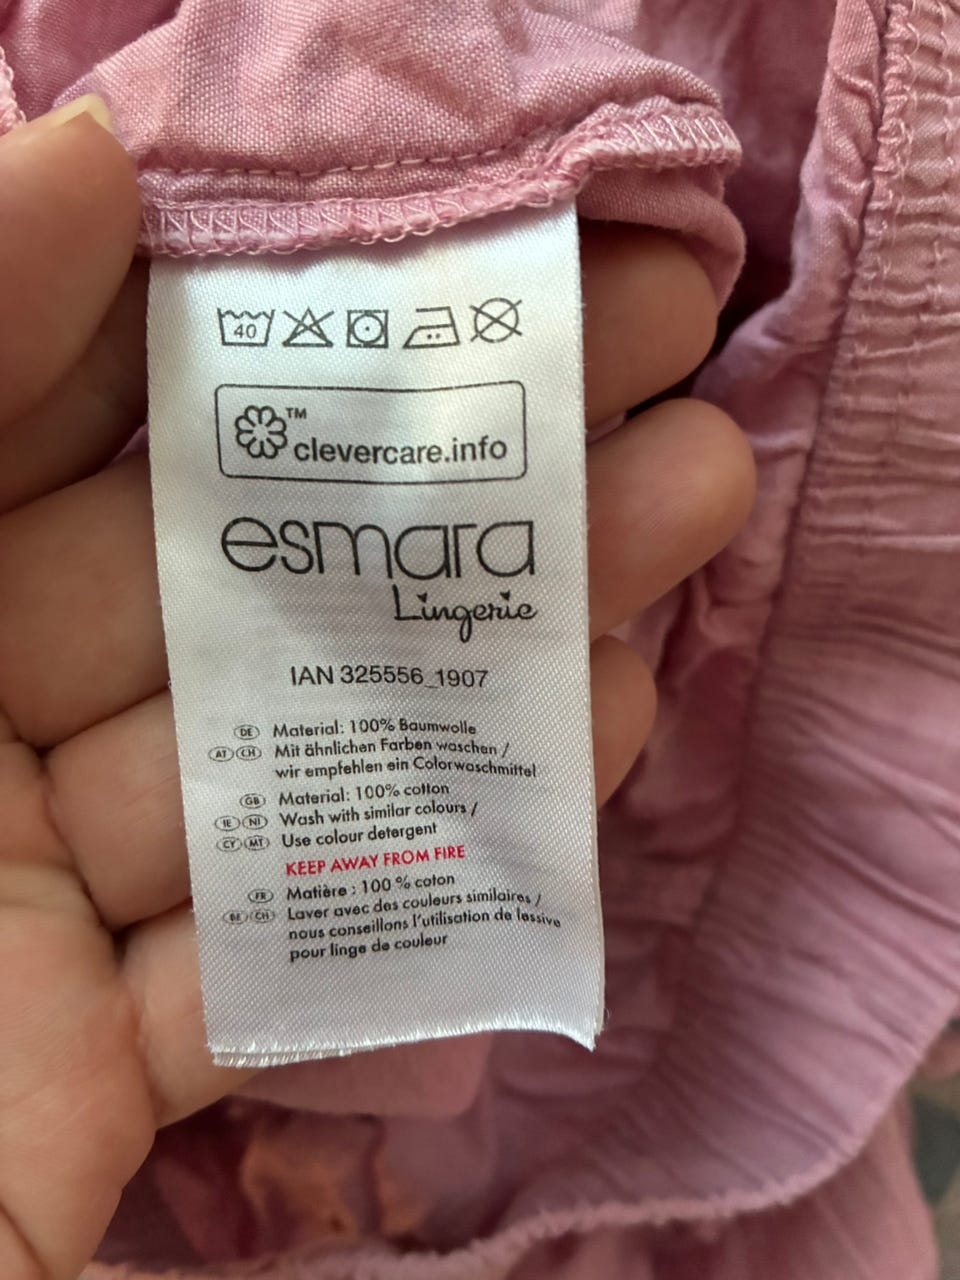 40
™
clevercare.info
esmara
Lingerie
IAN 325556_1907
DE Material: 100% Baumwolle
AT CH Mit ähnlichen Farben waschen /
wir empfehlen ein Colorwaschmittel
GB Material: 100% cotton
IE NI Wash with similar colours /
CY MT Use colour detergent
KEEP AWAY FROM FIRE
FR Matière : 100 % coton
BE CH Laver avec des couleurs similaires /
nous conseillons l'utilisation de lessive
pour linge de couleur